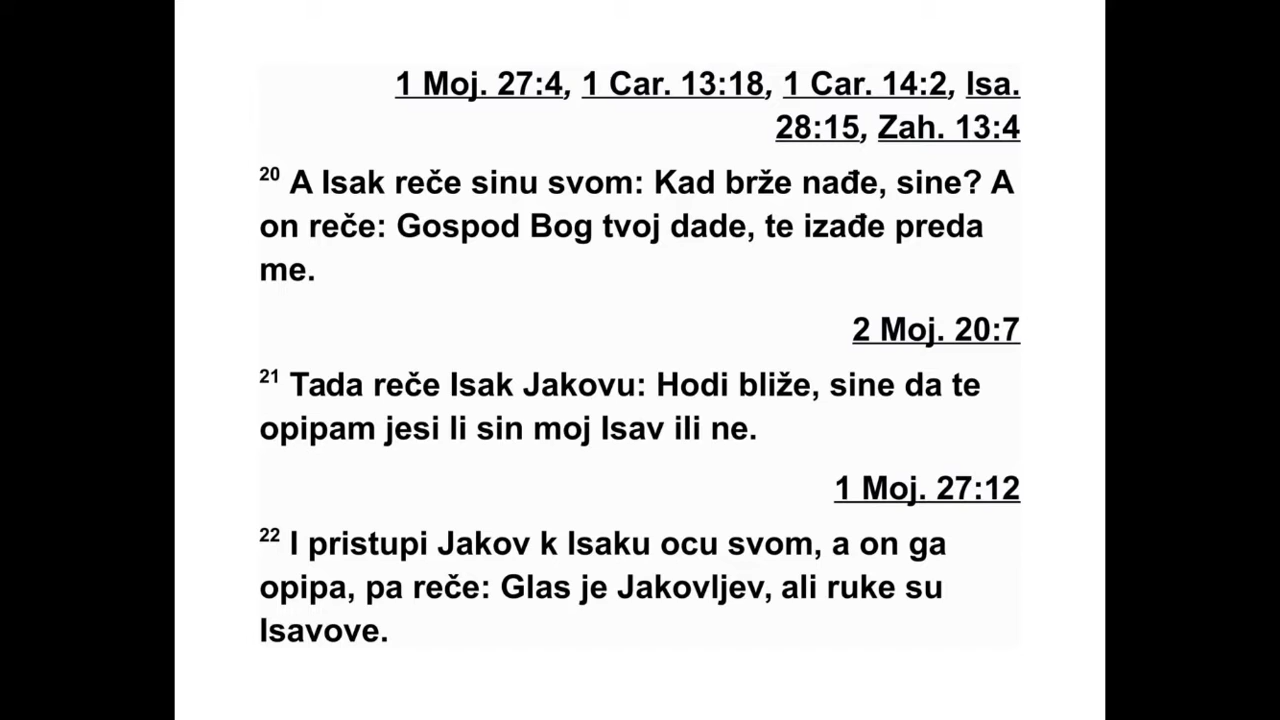 1 Moj. 27:4, 1 Car. 13:18, 1 Car. 14:2, Isa.
28:15, Zah. 13:4
20 A Isak reče sinu svom: Kad brže nađe, sine? A
on reče: Gospod Bog tvoj dade, te izađe preda
me.
2 Moj. 20:7
21 Tada reče Isak Jakovu: Hodi bliže, sine da te
opipam jesi li sin moj Isav ili ne.
1 Moj. 27:12
22 I pristupi Jakov k Isaku ocu svom, a on ga
opipa, pa reče: Glas je Jakovljev, ali ruke su
Isavove.